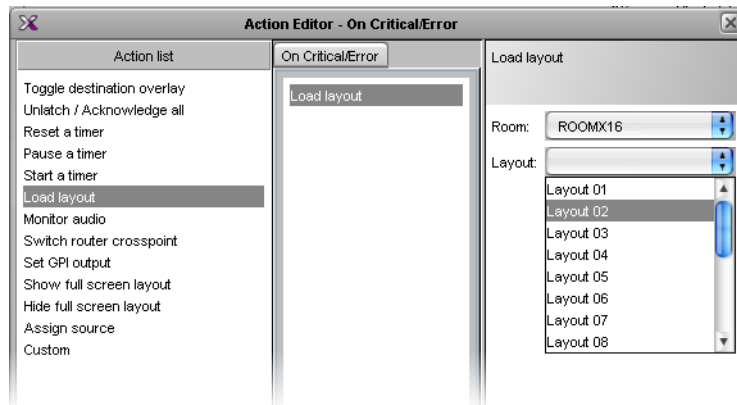 Action Editor - On Critical/Error
Action list
Toggle destination overlay
Unlatch / Acknowledge all
Reset a timer
Pause a timer
Start a timer
Load layout
Monitor audio
Switch router crosspoint
Set GPI output
Show full screen layout
Hide full screen layout
Assign source
Custom
On Critical/Error
Load layout
Load layout
Room: ROOMX16
Layout:
Layout 01
Layout 02
Layout 03
Layout 04
Layout 05
Layout 06
Layout 07
Layout 08